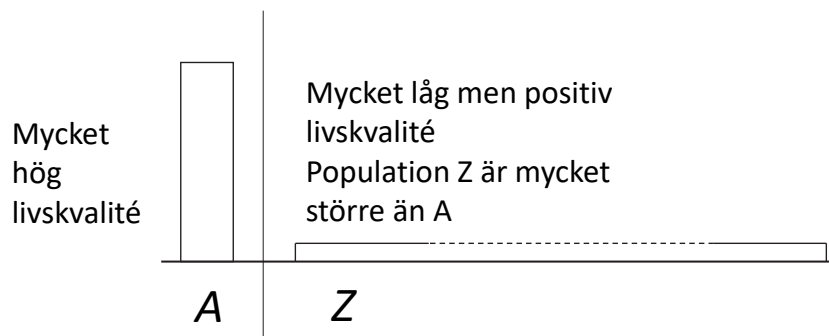 Mycket
hög
livskvalité
Mycket låg men positiv
livskvalité
Population Z är mycket
större än A
A
Z